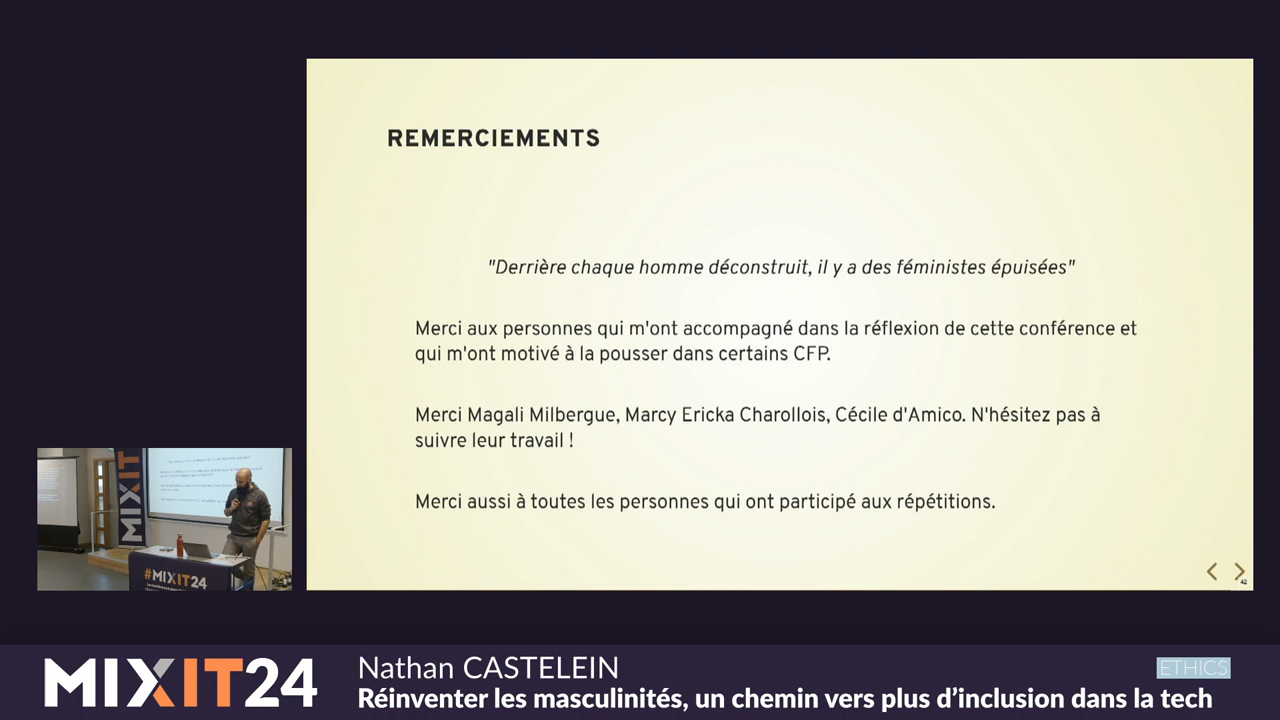 REMERCIEMENTS
"Derrière chaque homme déconstruit, il y a des féministes épuisées"
Merci aux personnes qui m'ont accompagné dans la réflexion de cette conférence et
qui m'ont motivé à la pousser dans certains CFP.
Merci Magali Milbergue, Marcy Ericka Charollois, Cécile d'Amico. N'hésitez pas à
suivre leur travail !
Merci aussi à toutes les personnes qui ont participé aux répétitions.
42
MIXIT
#MIXIT24
MIXIT24
Nathan CASTELEIN
ETHICS
Réinventer les masculinités, un chemin vers plus d'inclusion dans la tech